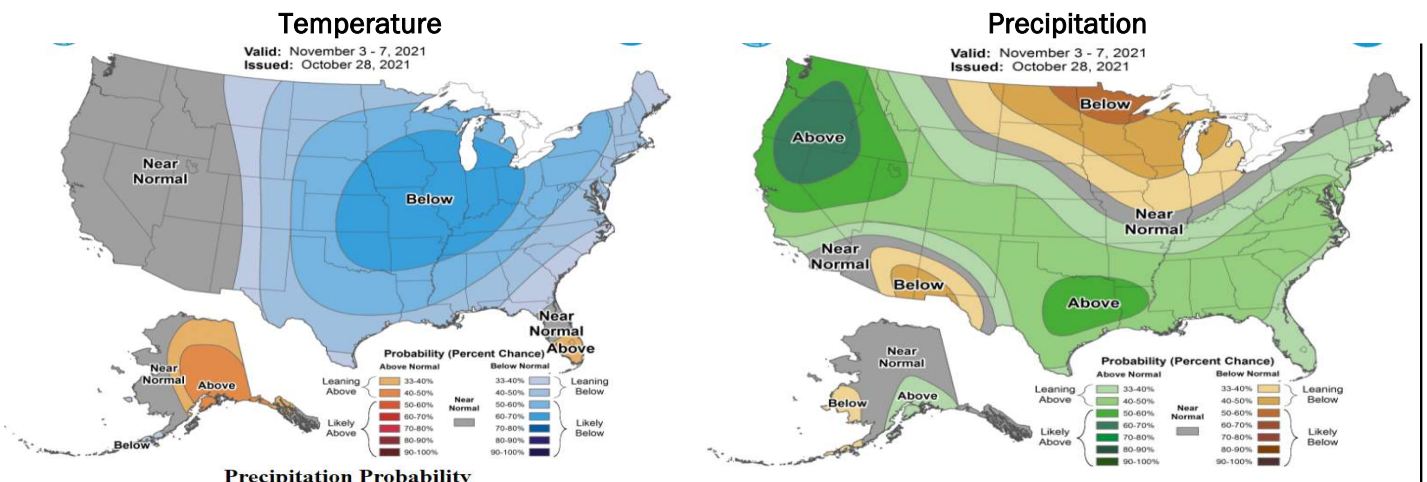 Temperature
Valid: November 3 - 7, 2021
Issued: October 28, 2021
Near
Normal
Below
Near
Normal
Above
Near
Normal
Above
Below
Probability (Percent Chance)
Above Normal
Below Normal
Leaning
Above
33-40%
40-50%
Likely
Above
50-60%
60-70%
70-80%
80-90%
90-100%
Near
Normal
33-40%
40-50%
Leaning
Below
50-60%
60-70%
70-80%
80-90%
90-100%
Likely
Below
Precipitation Probability
Precipitation
Valid: November 3 - 7, 2021
Issued: October 28, 2021
Above
Below
Near
Normal
Near
Normal
Below
Above
Near
Normal
Below
Above
Probability (Percent Chance)
Above Normal
Below Normal
Leaning
Above
33-40%
40-50%
Likely
Above
50-60%
60-70%
70-80%
80-90%
90-100%
Near
Normal
33-40%
40-50%
Leaning
Below
50-60%
60-70%
70-80%
80-90%
90-100%
Likely
Below